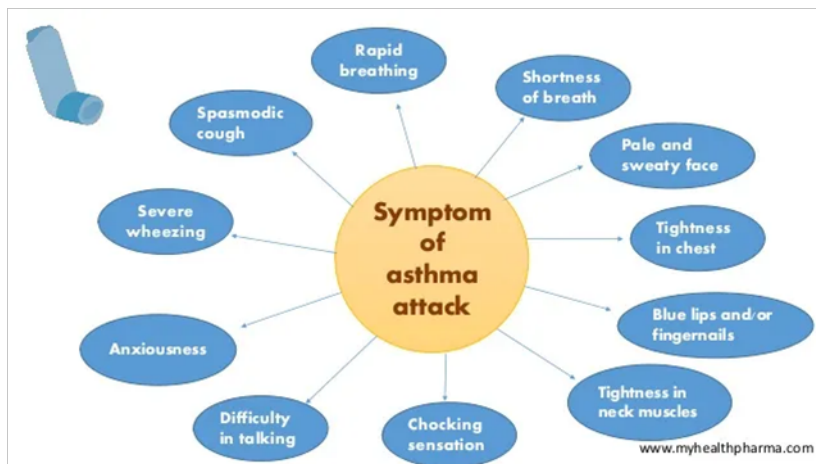 Rapid
breathing
Shortness
of breath
Spasmodic
cough
Pale and
sweaty face
Symptom
of
asthma
attack
Severe
wheezing
Tightness
in chest
Blue lips and/or
fingernails
Anxiousness
Tightness in
neck muscles
Difficulty
in talking
Chocking
sensation
www.myhealthpharma.com